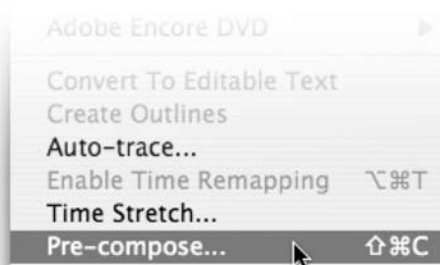 Adobe Encore DVD
Convert To Editable Text
Create Outlines
Auto-trace...
Enable Time Remapping ⌥⌘T
Time Stretch...
Pre-compose... ⇧⌘C